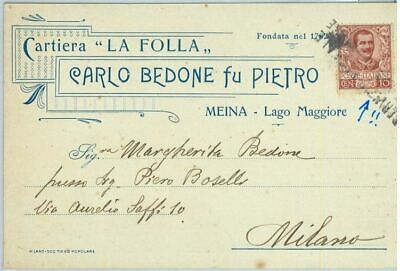 Cartiera "LA FOLLA"
Fondata nel
CARLO BEDONE fu PIETRO
MEINA - Lago Maggiore
10
!!
Sig.ra Margherita Bedone
presso Sig Piero Boselli
Via Aurelio Saffi 10
Milano